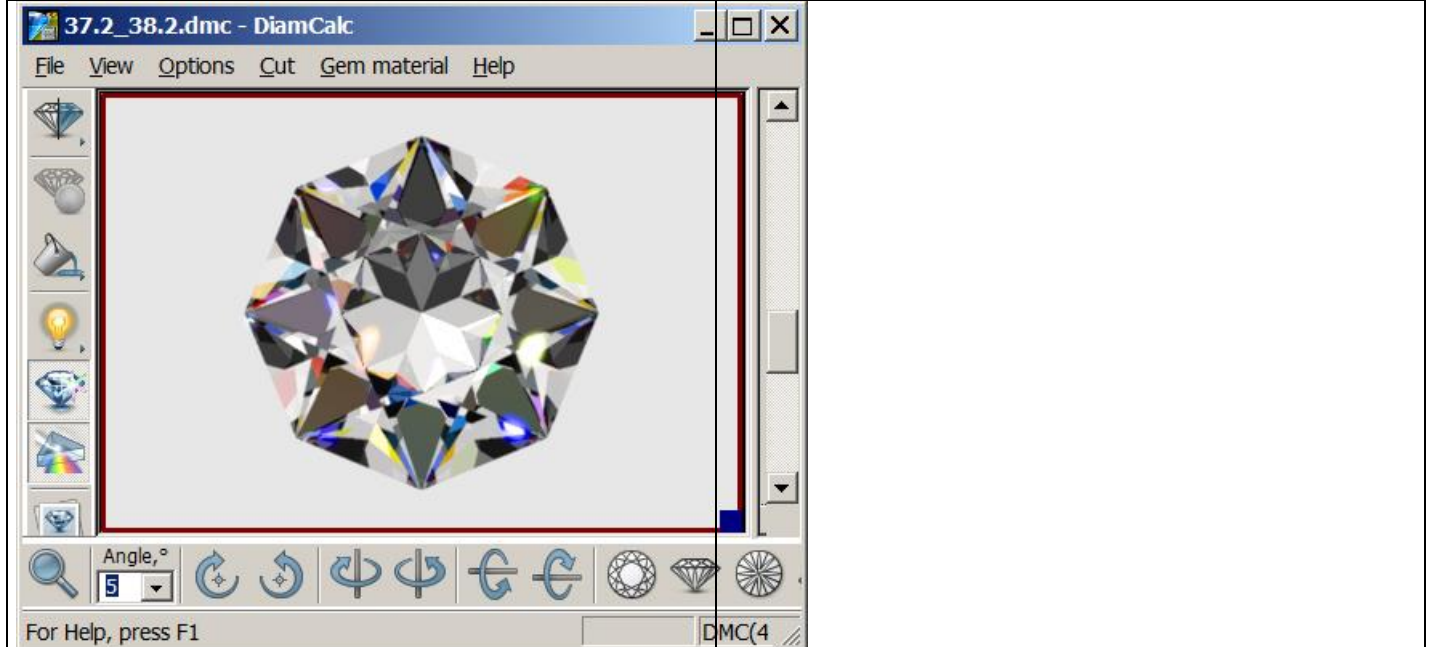 37.2_38.2.dmc - DiamCalc
File View Options Cut Gem material Help
Angle,°
5
For Help, press F1
DMC(4